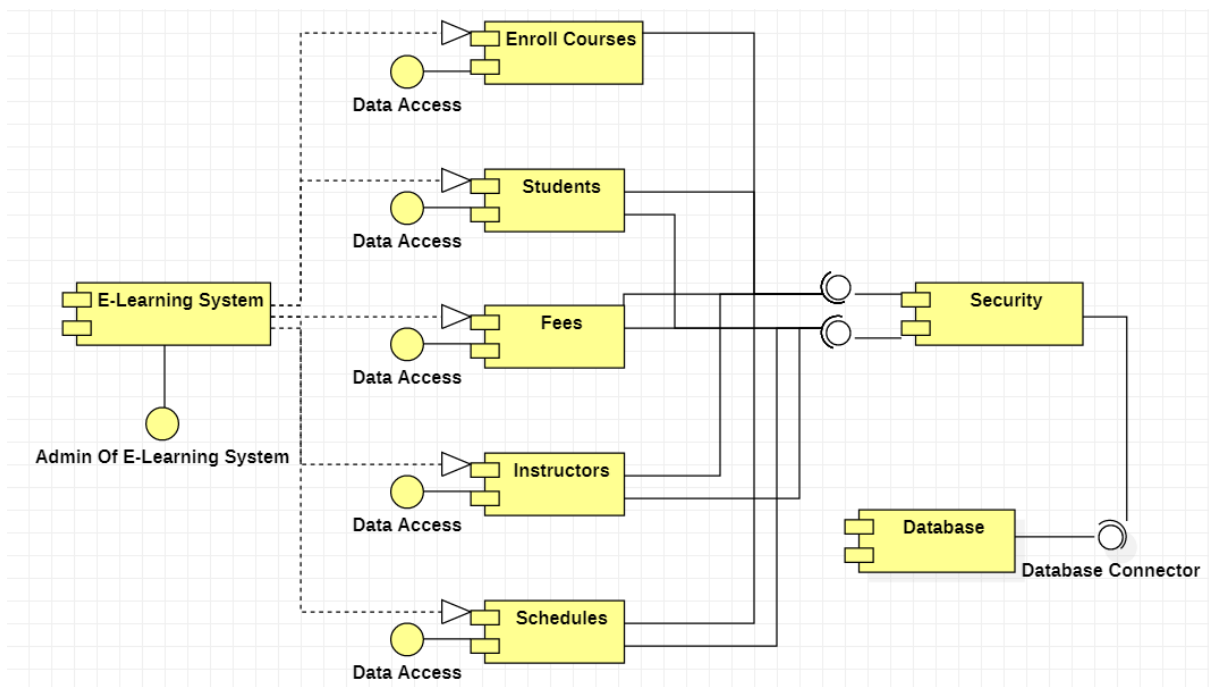 Enroll Courses
Data Access
Students
Data Access
E-Learning System
Security
Fees
Data Access
Admin Of E-Learning System
Instructors
Data Access
Database
Database Connector
Schedules
Data Access